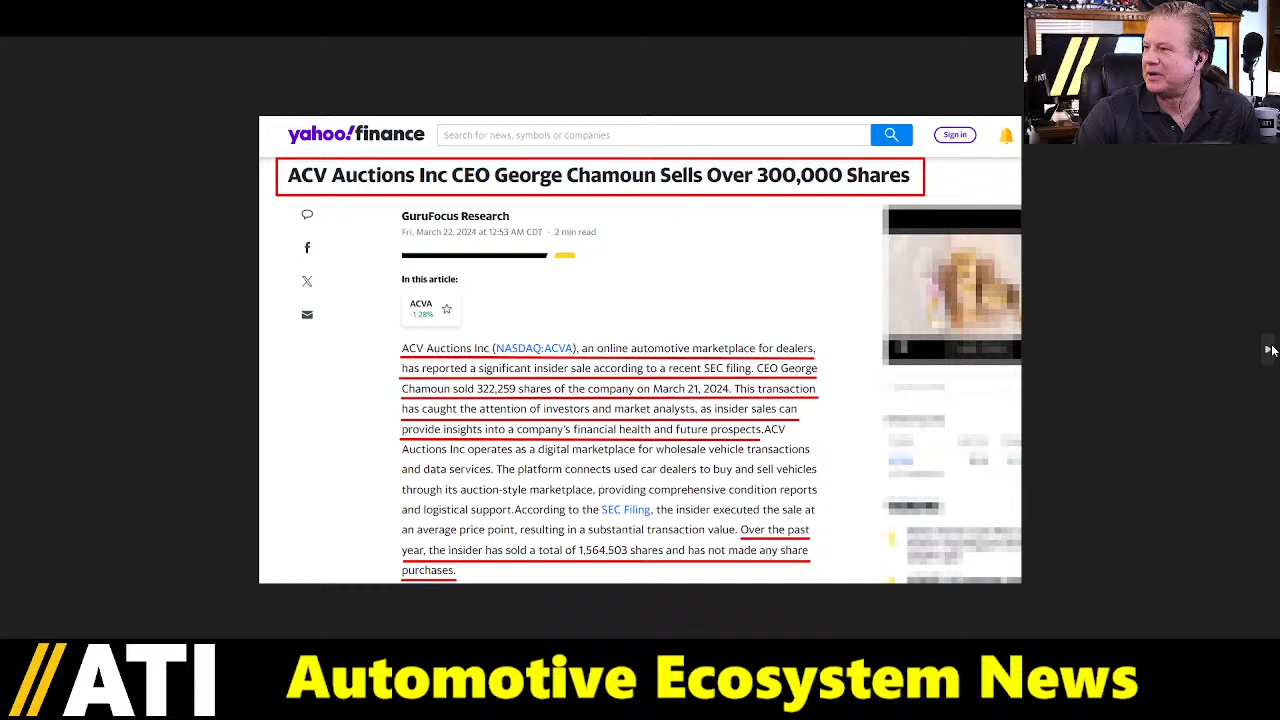 yahoo!finance
Search for news, symbols or companies
Sign in
ACV Auctions Inc CEO George Chamoun Sells Over 300,000 Shares
GuruFocus Research
Fri, March 22, 2024 at 12:53 AM CDT · 2 min read
In this article:
ACVA
-1.28%
ACV Auctions Inc (NASDAQ:ACVA), an online automotive marketplace for dealers,
has reported a significant insider sale according to a recent SEC filing. CEO George
Chamoun sold 322,259 shares of the company on March 21, 2024. This transaction
has caught the attention of investors and market analysts, as insider sales can
provide insights into a company's financial health and future prospects.ACV
Auctions Inc operates as a digital marketplace for wholesale vehicle transactions
and data services. The platform connects used car dealers to buy and sell vehicles
through its auction-style marketplace, providing comprehensive condition reports
and logistical support.According to the SEC Filing, the insider executed the sale at
an average price point, resulting in a substantial transaction value. Over the past
year, the insider has sold a total of 1,564,503 shares and has not made any share
purchases.
//ATI
Automotive Ecosystem News